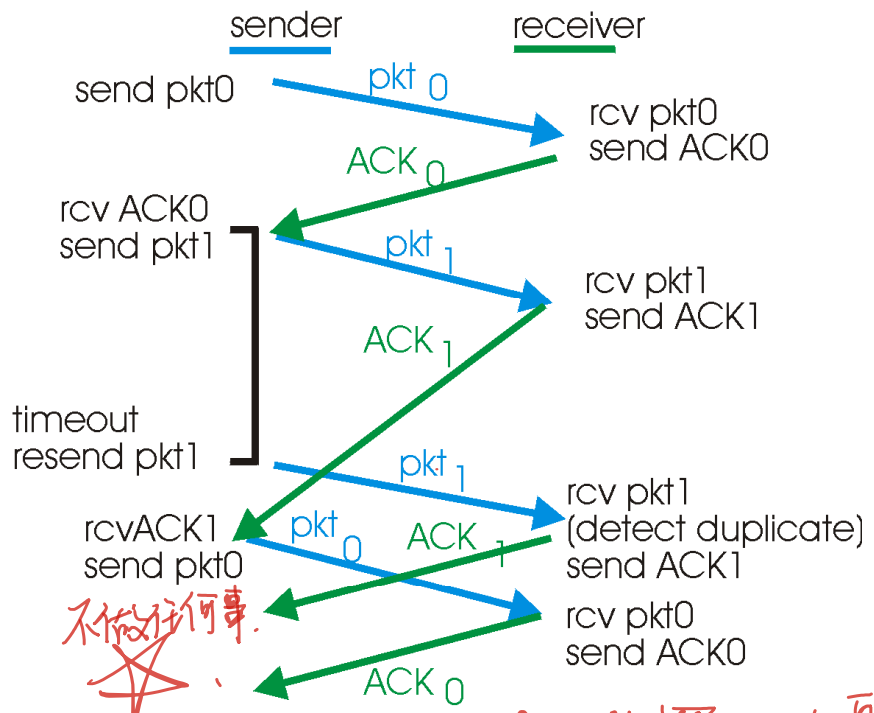 sender receiver
send pkt0
pkt 0
rcv pkt0
send ACK0
ACK 0
rcv ACK0
send pkt1
pkt 1
rcv pkt1
send ACK1
ACK 1
timeout
resend pkt1
pkt 1
rcv pkt1
(detect duplicate)
send ACK1
rcvACK1
send pkt0
pkt 0
ACK 1
不做任何事.
rcv pkt0
send ACK0
ACK 0